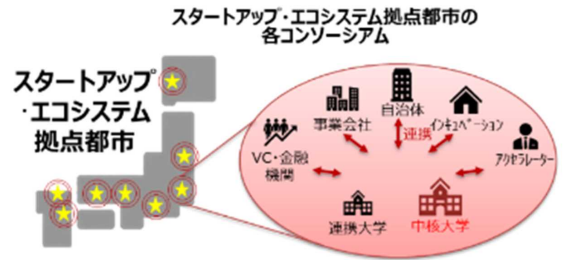 スタートアップ・エコシステム拠点都市の
各コンソーシアム
スタートアップ
・エコシステム
拠点都市
自治体
事業会社
インキュベーション
連携
アクセラレーター
VC・金融
機関
連携大学
中核大学